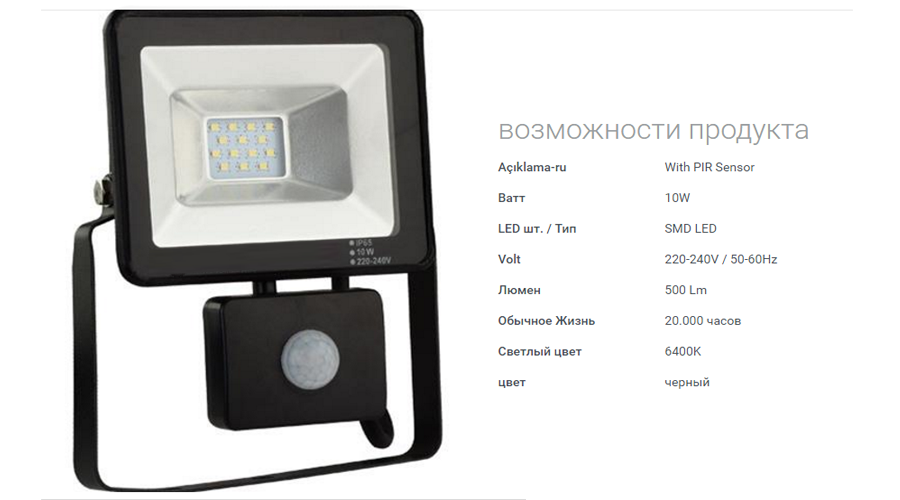 IP65
10 W
220-240V
возможности продукта
Açıklama-ru With PIR Sensor
Ватт 10W
LED шт. / Тип SMD LED
Volt 220-240V / 50-60Hz
Люмен 500 Lm
Обычное Жизнь 20.000 часов
Светлый цвет 6400K
цвет черный